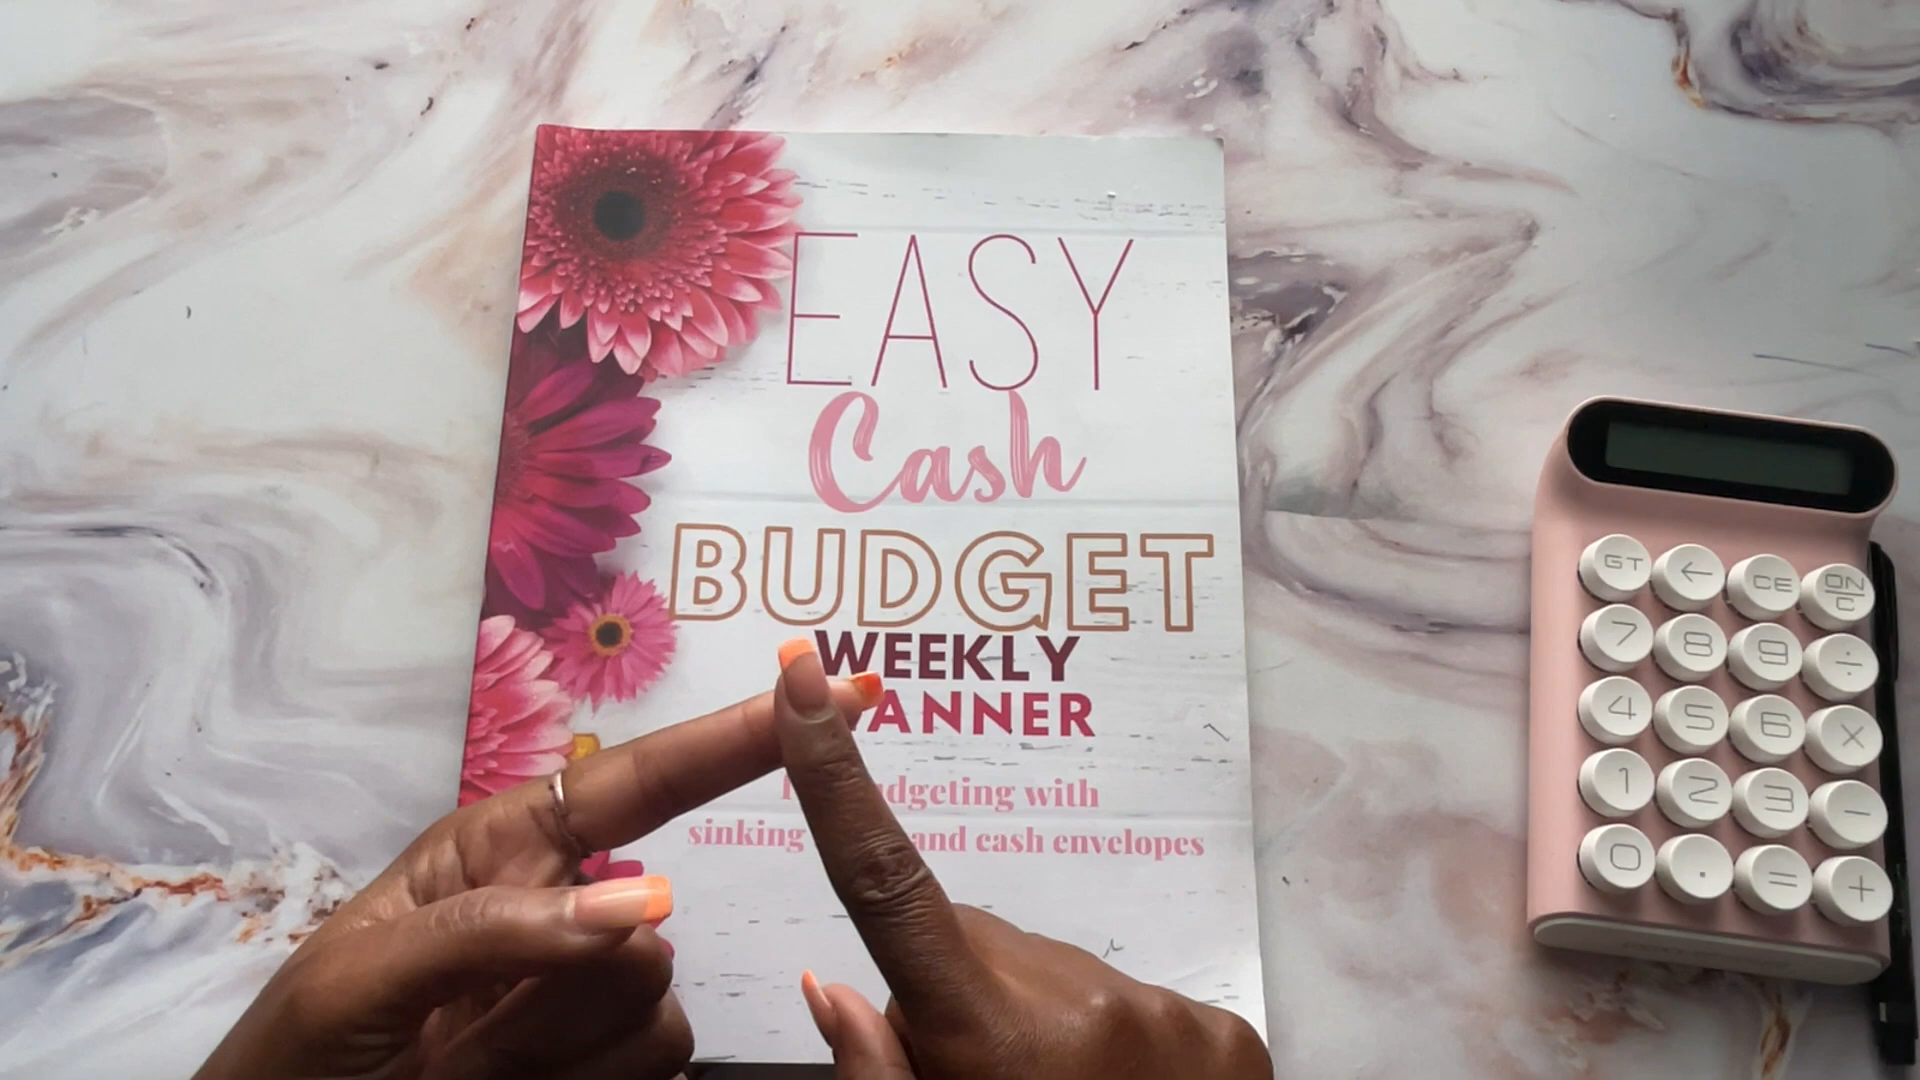 EASY
Cash
BUDGET
WEEKLY
ANNER
dgeting with
sinking and cash envelopes
GT ← CE ON/C
7 8 9 ÷
4 5 6 ×
1 2 3 −
0 . = +